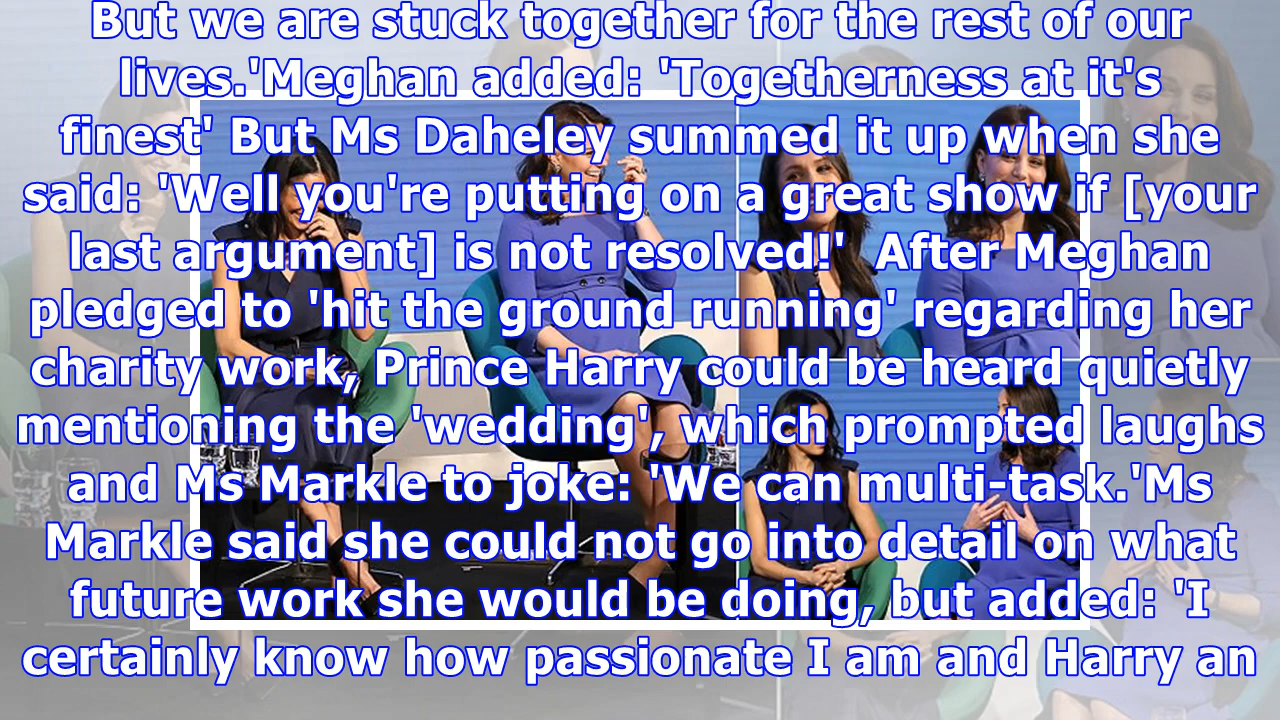 But we are stuck together for the rest of our
lives.'Meghan added: 'Togetherness at it's
finest' But Ms Daheley summed it up when she
said: 'Well you're putting on a great show if [your
last argument] is not resolved!'  After Meghan
pledged to 'hit the ground running' regarding her
charity work, Prince Harry could be heard quietly
mentioning the 'wedding', which prompted laughs
and Ms Markle to joke: 'We can multi-task.'Ms
Markle said she could not go into detail on what
future work she would be doing, but added: 'I
certainly know how passionate I am and Harry an